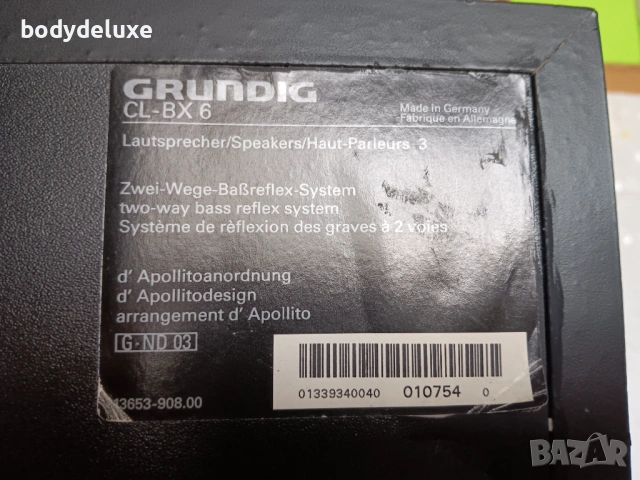 bodydeluxe
GRUNDIG
CL-BX 6
Made in Germany
Fabriqué en Allemagne
Lautsprecher/Speakers/Haut-Parleurs 3
Zwei-Wege-Baßreflex-System
two-way bass reflex system
Système de rèflexion des graves à 2 voies
d' Apollitoanordnung
d' Apollitodesign
arrangement d' Apollito
G·ND 03
01339340040 010754 0
13653-908.00
BAZAR